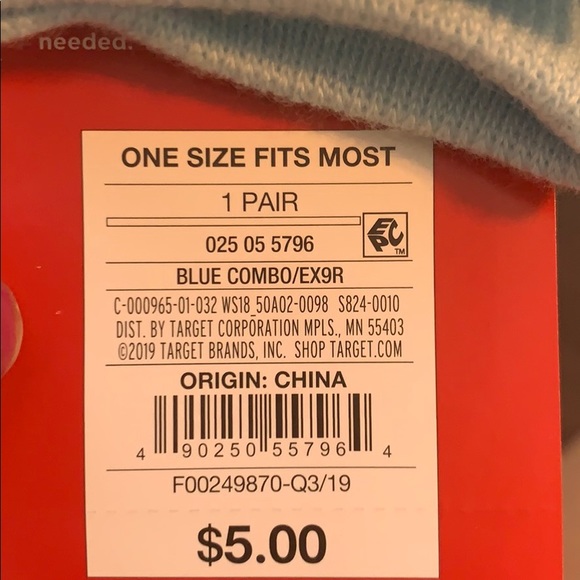 needed.
ONE SIZE FITS MOST
1 PAIR
025 05 5796
EPC™
BLUE COMBO/EX9R
C-000965-01-032 WS18_50A02-0098 S824-0010
DIST. BY TARGET CORPORATION MPLS., MN 55403
©2019 TARGET BRANDS, INC. SHOP TARGET.COM
ORIGIN: CHINA
4 90250 55796 4
F00249870-Q3/19
$5.00